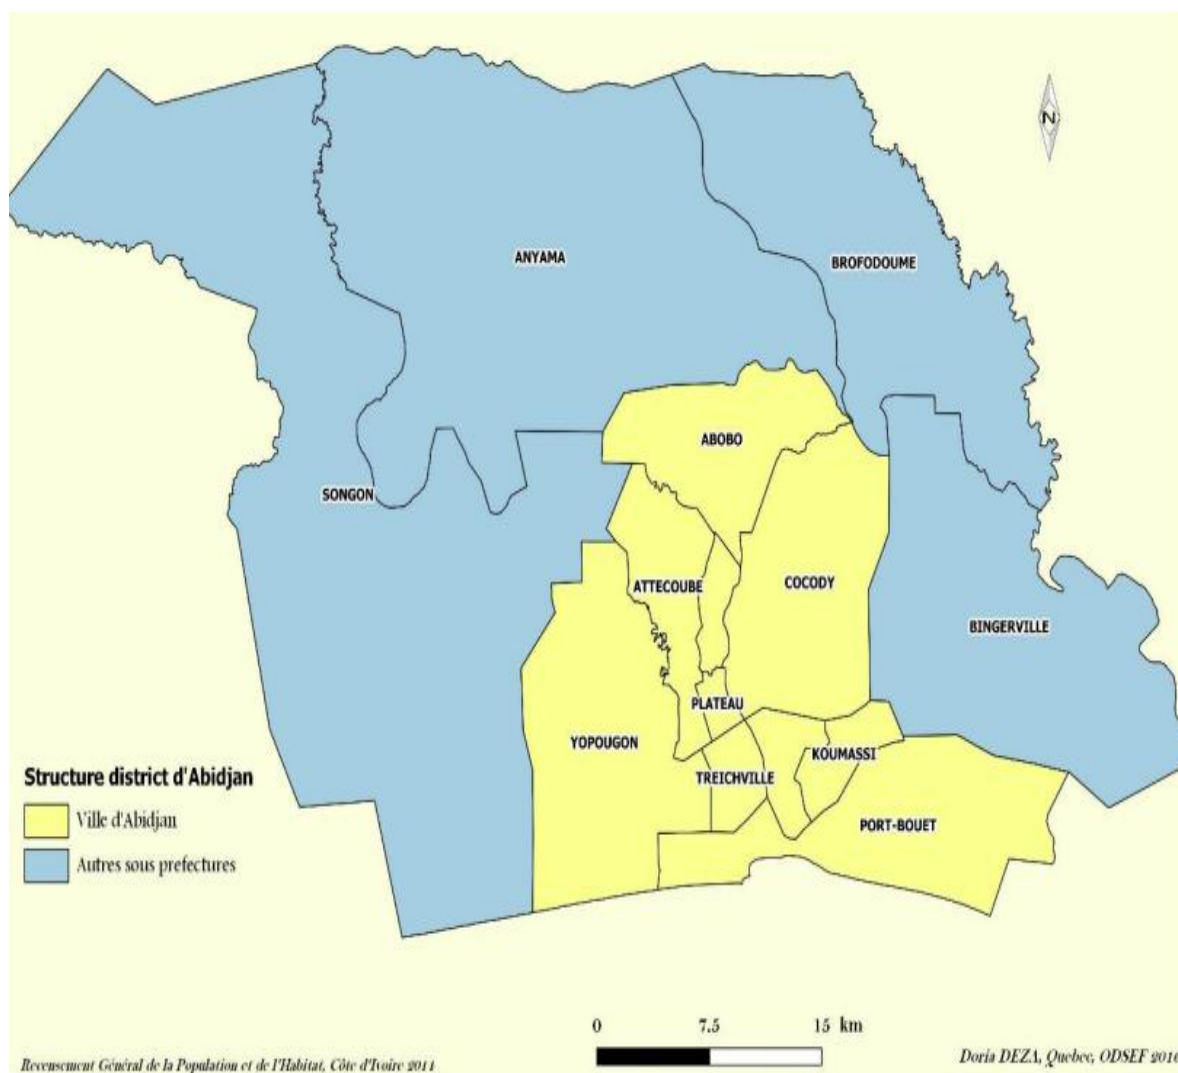 N
ANYAMA
BROFODOUME
ABOBO
SONGON
ATTECOUBE
COCODY
BINGERVILLE
PLATEAU
YOPOUGON
KOUMASSI
TREICHVILLE
PORT-BOUET
Structure district d'Abidjan
Ville d'Abidjan
Autres sous prefectures
0 7.5 15 km
Recensement Général de la Population et de l'Habitat, Côte d'Ivoire 2014
Doria DEZA, Quebec, ODSEF 2016